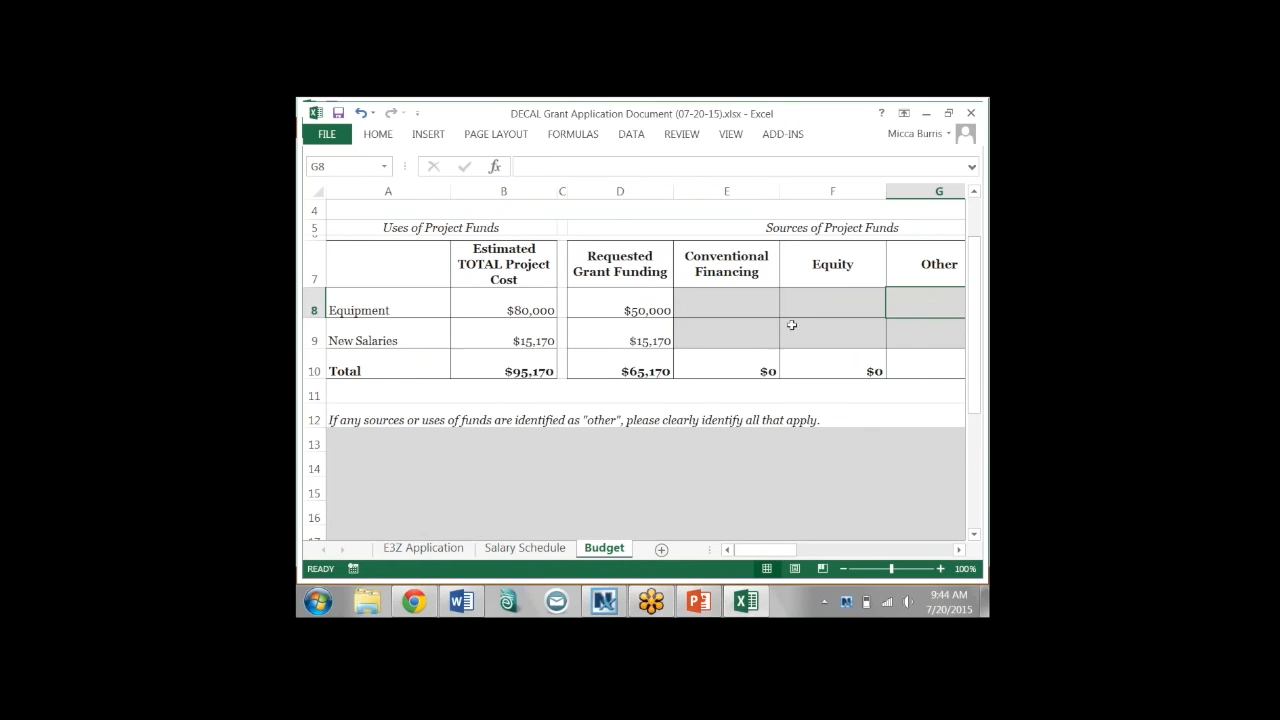 DECAL Grant Application Document (07-20-15).xlsx - Excel
?
FILE HOME INSERT PAGE LAYOUT FORMULAS DATA REVIEW VIEW ADD-INS Micca Burris
G8 fx
A B C D E F G
4
5 Uses of Project Funds Sources of Project Funds
7 Estimated TOTAL Project Cost Requested Grant Funding Conventional Financing Equity Other
8 Equipment $80,000 $50,000
9 New Salaries $15,170 $15,170
10 Total $95,170 $65,170 $0 $0
11
12 If any sources or uses of funds are identified as "other", please clearly identify all that apply.
13
14
15
16
E3Z Application Salary Schedule Budget
READY 100%
9:44 AM
7/20/2015